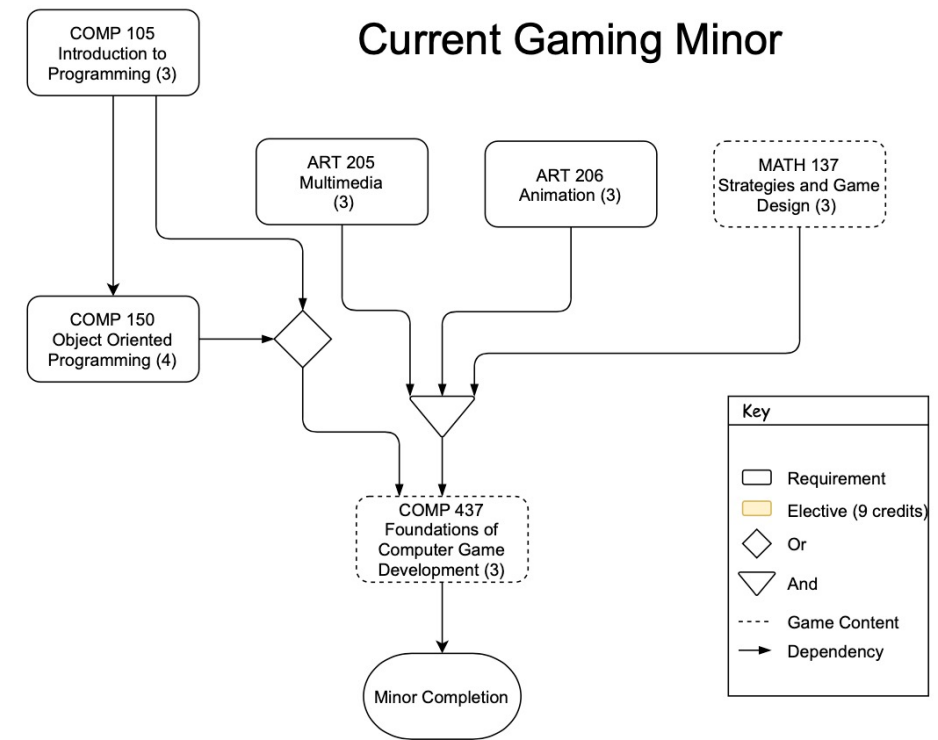 Current Gaming Minor
COMP 105
Introduction to
Programming (3)
ART 205
Multimedia
(3)
ART 206
Animation (3)
MATH 137
Strategies and Game
Design (3)
COMP 150
Object Oriented
Programming (4)
COMP 437
Foundations of
Computer Game
Development (3)
Minor Completion
Key
Requirement
Elective (9 credits)
Or
And
Game Content
Dependency